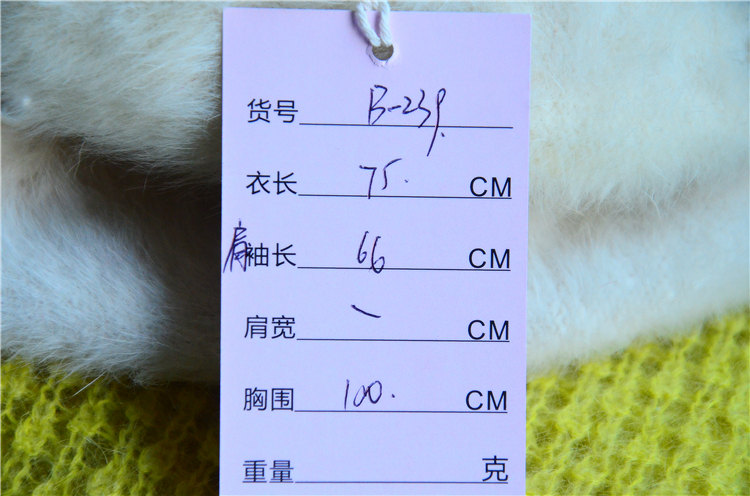 货号 B-239.
衣长 75. CM
肩袖长 66 CM
肩宽 一 CM
胸围 100. CM
重量 克